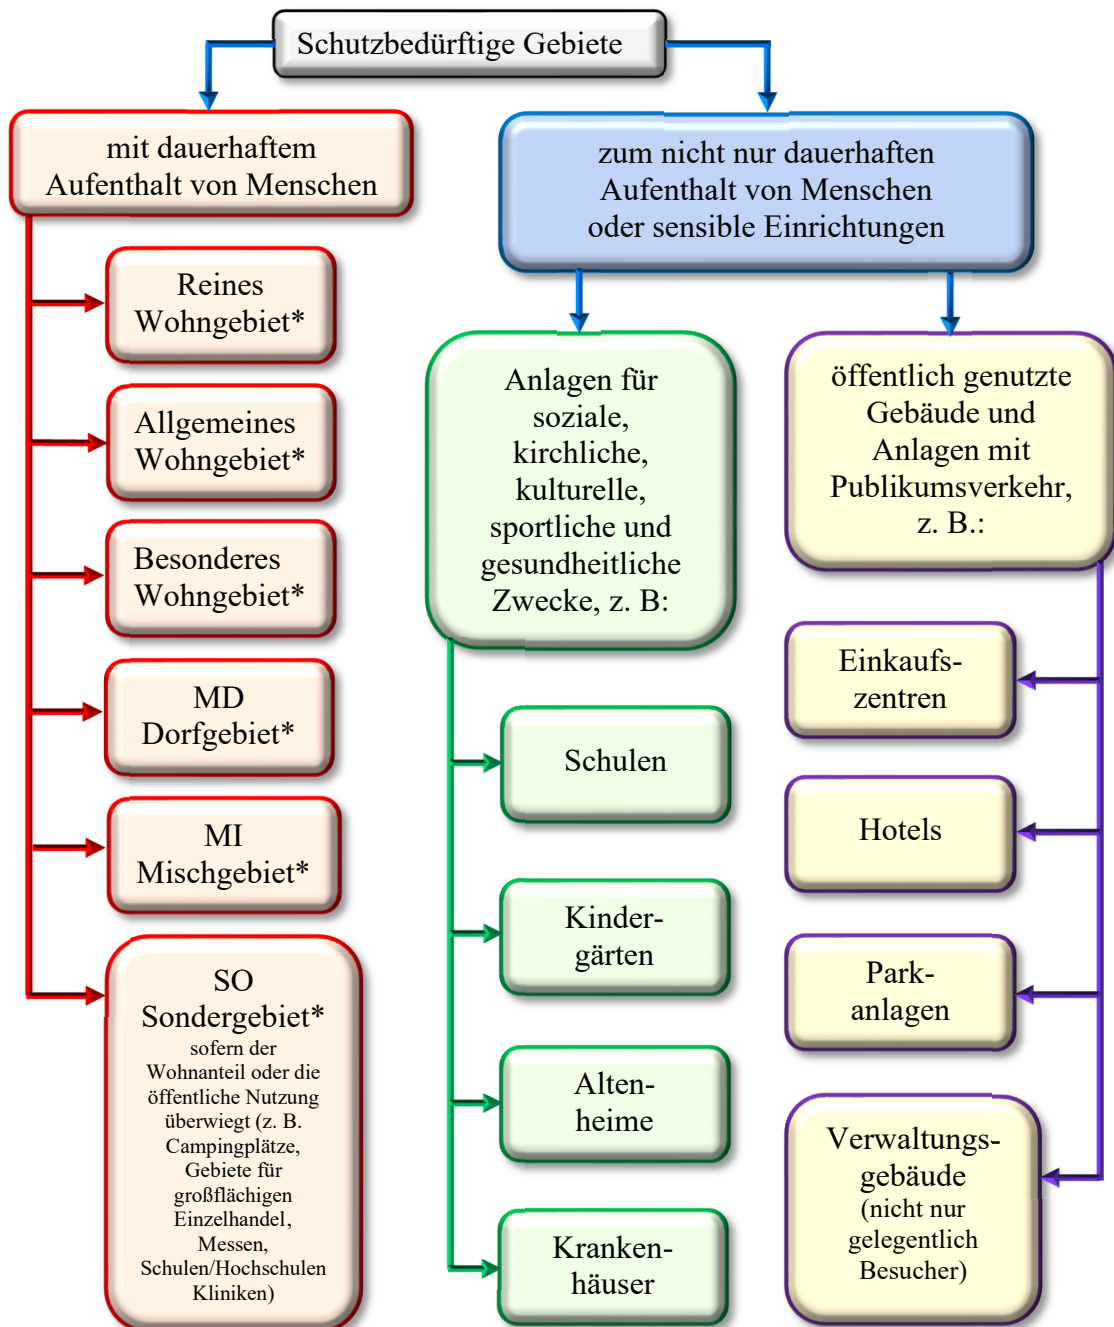 Schutzbedürftige Gebiete
mit dauerhaftem
Aufenthalt von Menschen
Reines
Wohngebiet*
Allgemeines
Wohngebiet*
Besonderes
Wohngebiet*
MD
Dorfgebiet*
MI
Mischgebiet*
SO
Sondergebiet*
sofern der
Wohnanteil oder die
öffentliche Nutzung
überwiegt (z. B.
Campingplätze,
Gebiete für
großflächigen
Einzelhandel,
Messen,
Schulen/Hochschulen
Kliniken)
zum nicht nur dauerhaften
Aufenthalt von Menschen
oder sensible Einrichtungen
Anlagen für
soziale,
kirchliche,
kulturelle,
sportliche und
gesundheitliche
Zwecke, z. B:
Schulen
Kinder-
gärten
Alten-
heime
Kranken-
häuser
öffentlich genutzte
Gebäude und
Anlagen mit
Publikumsverkehr,
z. B.:
Einkaufs-
zentren
Hotels
Park-
anlagen
Verwaltungs-
gebäude
(nicht nur
gelegentlich
Besucher)